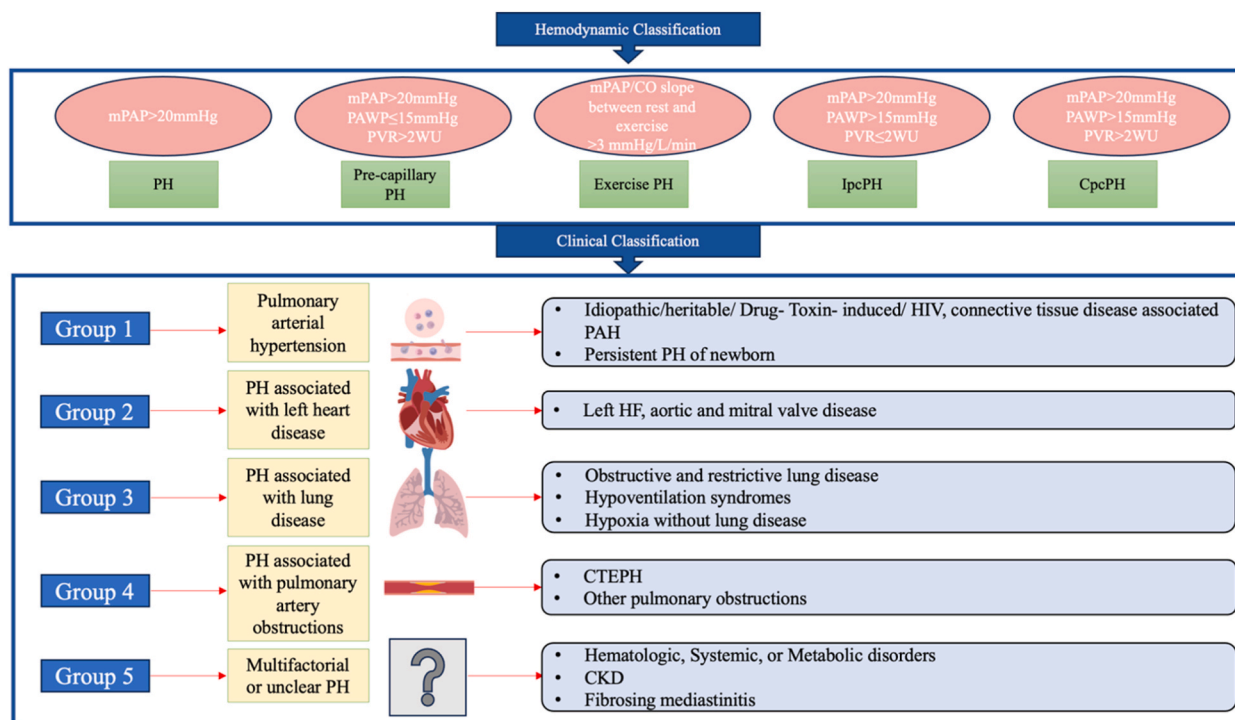 Hemodynamic Classification
mPAP>20mmHg
mPAP>20mmHg
PAWP≤15mmHg
PVR>2WU
mPAP/CO slope
between rest and
exercise
>3 mmHg/L/min
mPAP>20mmHg
PAWP>15mmHg
PVR≤2WU
mPAP>20mmHg
PAWP>15mmHg
PVR>2WU
PH
Pre-capillary
PH
Exercise PH
IpcPH
CpcPH
Clinical Classification
Group 1
Pulmonary
arterial
hypertension
• Idiopathic/heritable/ Drug- Toxin- induced/ HIV, connective tissue disease associated
PAH
• Persistent PH of newborn
Group 2
PH associated
with left heart
disease
• Left HF, aortic and mitral valve disease
Group 3
PH associated
with lung
disease
• Obstructive and restrictive lung disease
• Hypoventilation syndromes
• Hypoxia without lung disease
Group 4
PH associated
with pulmonary
artery
obstructions
• CTEPH
• Other pulmonary obstructions
Group 5
Multifactorial
or unclear PH
?
• Hematologic, Systemic, or Metabolic disorders
• CKD
• Fibrosing mediastinitis